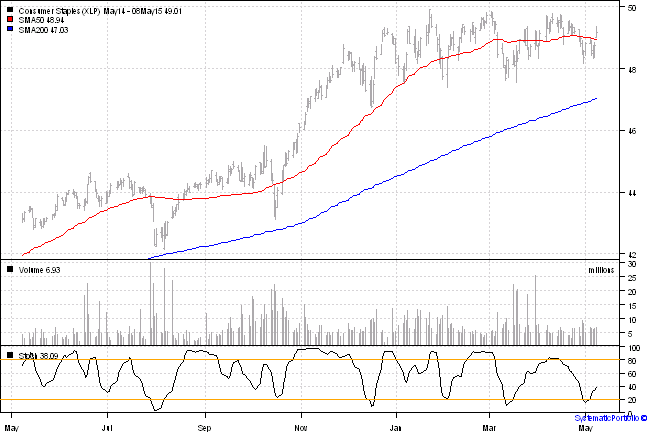 Consumer Staples (XLP) May14 - 08May15 49.01
SMA50 48.94
SMA200 47.03
50
48
46
44
42
Volume 6.93
millions
30
25
20
15
10
5
Stoch 38.09
100
80
60
40
20
0
May Jul Sep Nov Jan Mar May
SystematicPortfolio ©